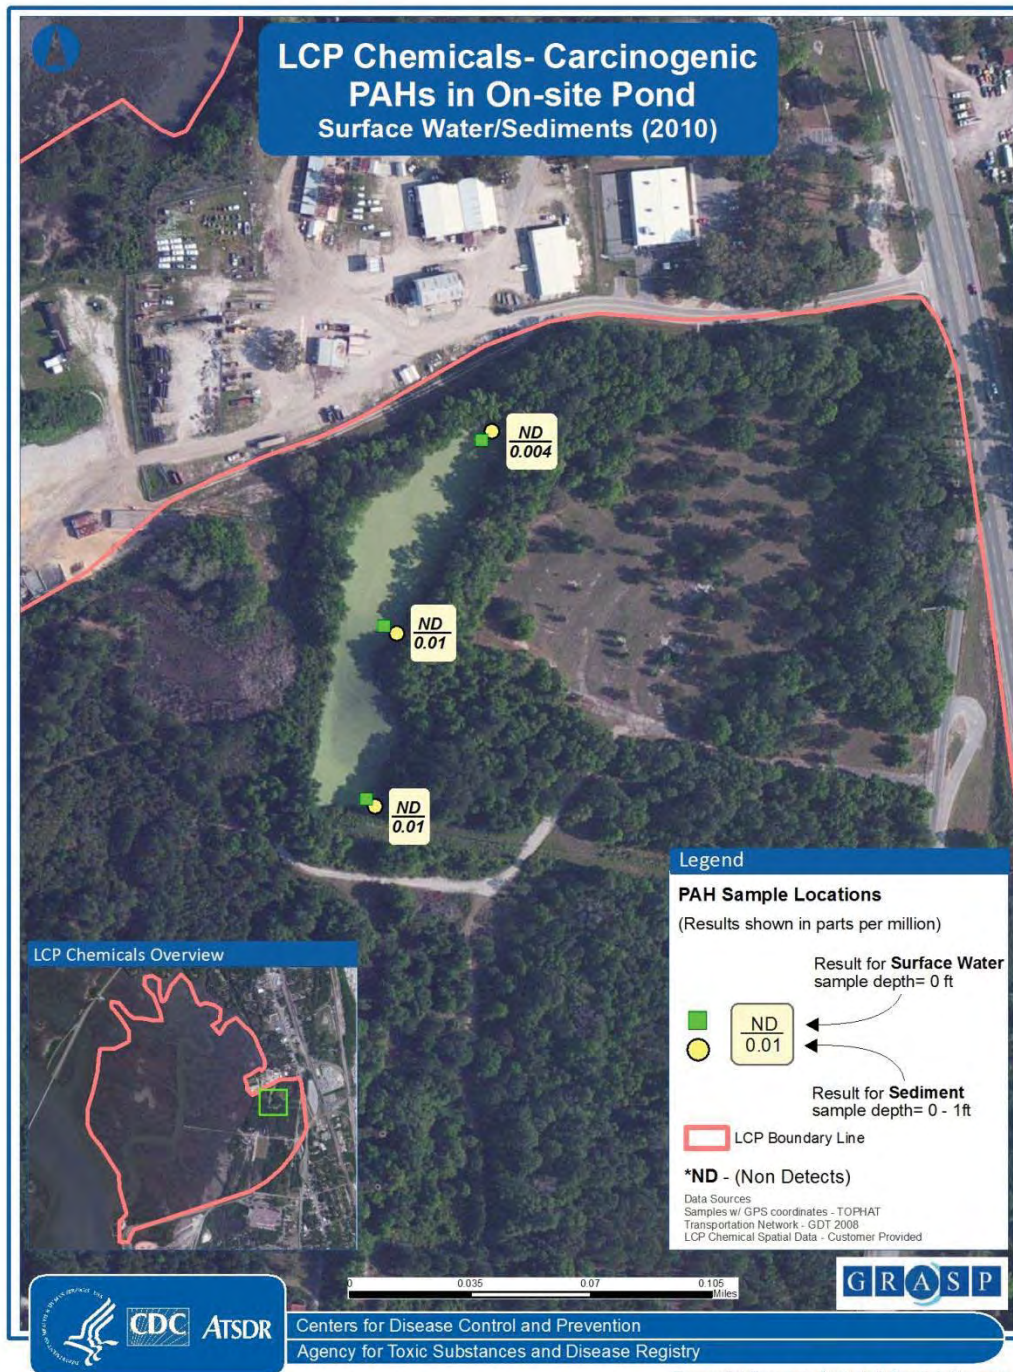 LCP Chemicals- Carcinogenic
PAHs in On-site Pond
Surface Water/Sediments (2010)
ND
0.004
ND
0.01
ND
0.01
Legend
PAH Sample Locations
(Results shown in parts per million)
Result for Surface Water
sample depth= 0 ft
ND
0.01
Result for Sediment
sample depth= 0 - 1ft
LCP Boundary Line
*ND - (Non Detects)
Data Sources
Samples w/ GPS coordinates - TOPHAT
Transportation Network - GDT 2008
LCP Chemical Spatial Data - Customer Provided
LCP Chemicals Overview
0 0.035 0.07 0.105
Miles
GRASP
CDC ATSDR
Centers for Disease Control and Prevention
Agency for Toxic Substances and Disease Registry